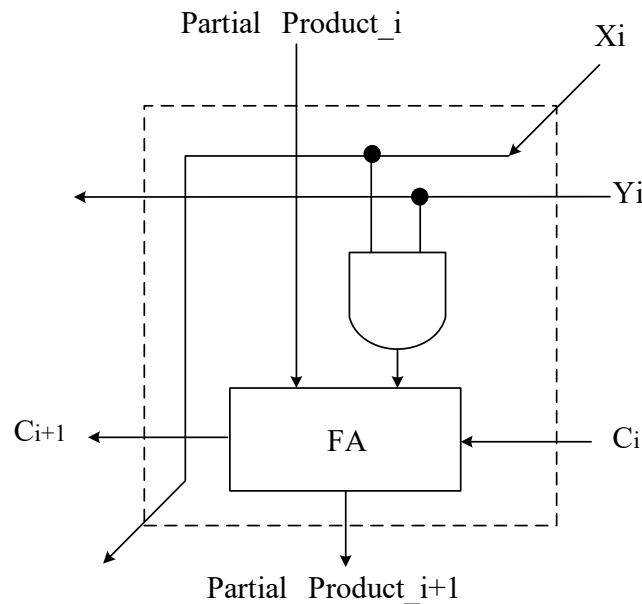 Partial Product_i
Xi
Yi
Ci+1
FA
Ci
Partial Product_i+1